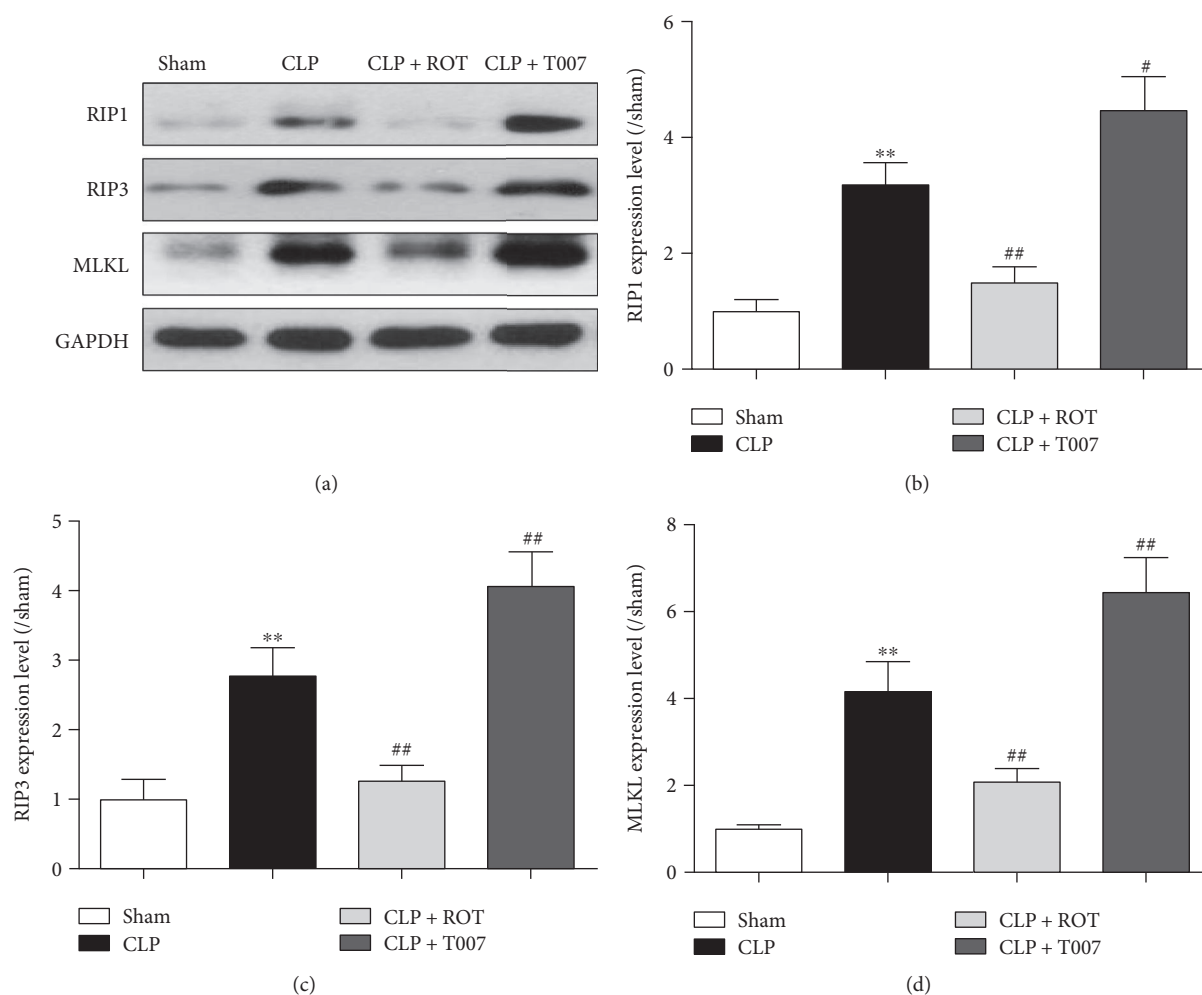 Sham CLP CLP + ROT CLP + T007
RIP1
RIP3
MLKL
GAPDH
(a)
RIP1 expression level (/sham)
6
4
2
0
**
##
#
Sham CLP + ROT
CLP CLP + T007
(b)
RIP3 expression level (/sham)
5
4
3
2
1
0
**
##
##
Sham CLP + ROT
CLP CLP + T007
(c)
MLKL expression level (/sham)
8
6
4
2
0
**
##
##
Sham CLP + ROT
CLP CLP + T007
(d)